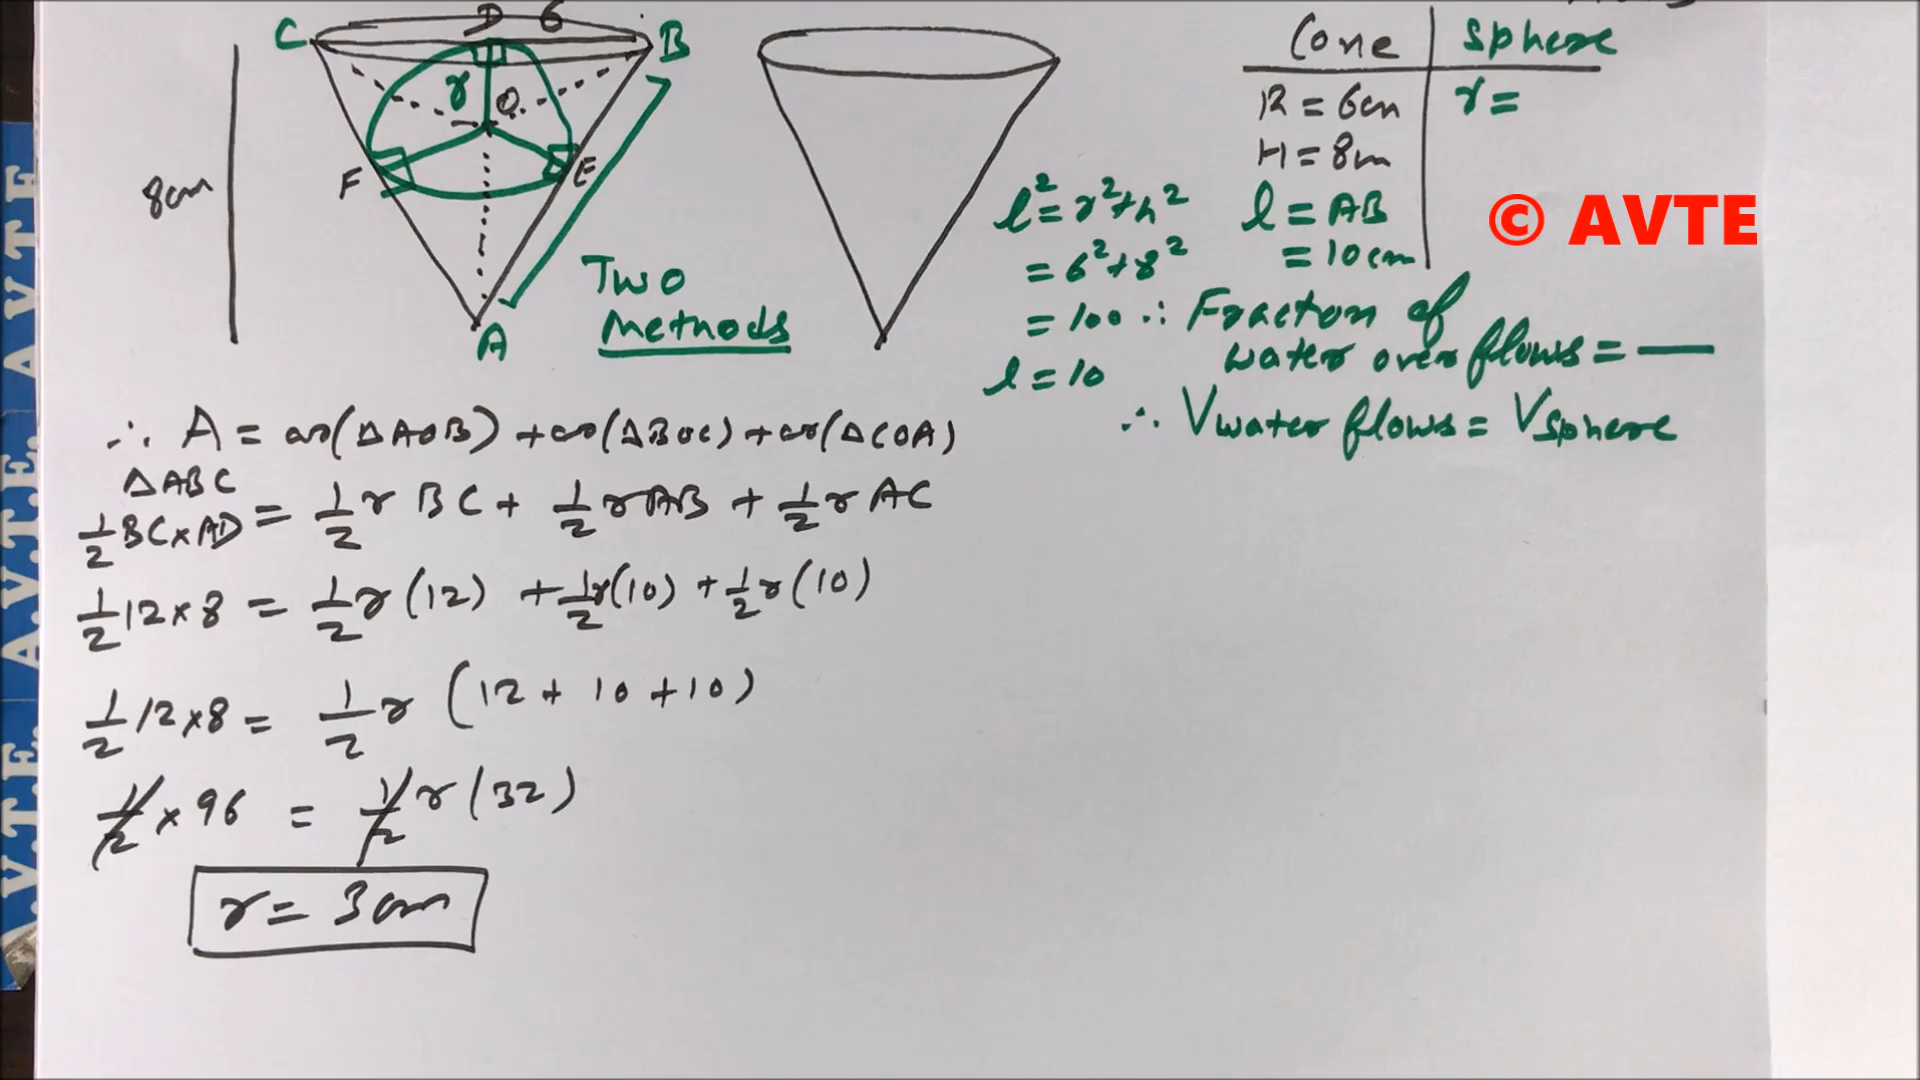 C D 6 B
r O
F E
8cm
A
Two
Methods
Cone | Sphere
R = 6cm | r =
H = 8m
l = AB
= 10cm
l² = r² + h²
= 6² + 8²
= 100
l = 10
© AVTE
∴ Fraction of
water overflows = —
∴ Vwater flows = Vsphere
∴ A = ar(ΔAOB) + ar(ΔBOC) + ar(ΔCOA)
ΔABC
1/2 BC × AD = 1/2 r BC + 1/2 r AB + 1/2 r AC
1/2 12 × 8 = 1/2 r (12) + 1/2 r(10) + 1/2 r (10)
1/2 12 × 8 = 1/2 r (12 + 10 + 10)
1/2 × 96 = 1/2 r (32)
r = 3cm
A.V.T.E. A.V.T.E. A.V.T.E